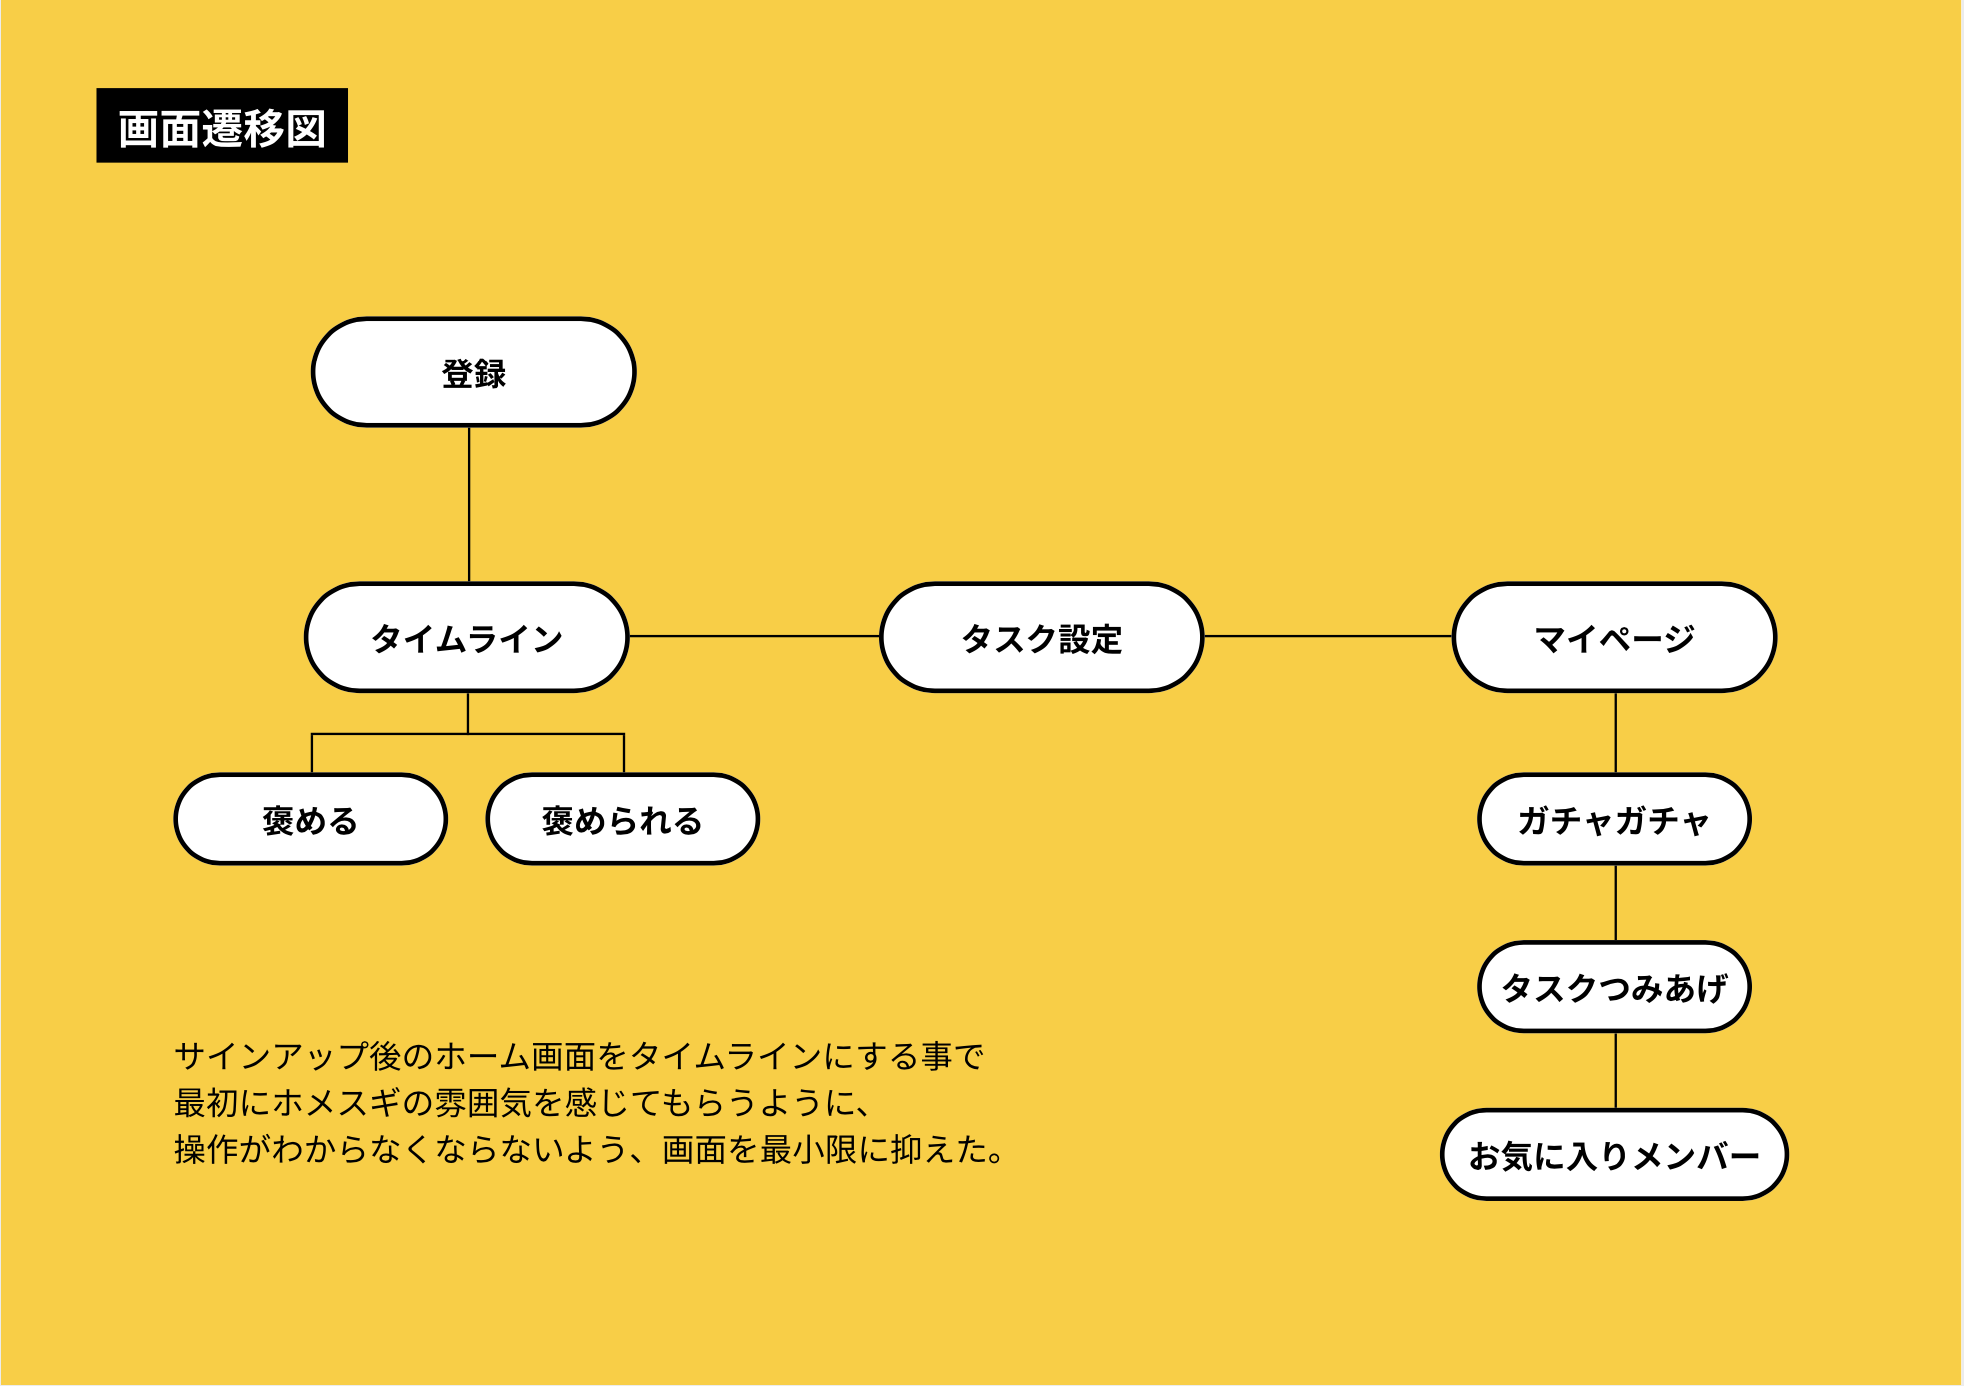 画面遷移図
登録
タイムライン
タスク設定
マイページ
褒める
褒められる
ガチャガチャ
タスクつみあげ
お気に入りメンバー
サインアップ後のホーム画面をタイムラインにする事で
最初にホメスギの雰囲気を感じてもらうように、
操作がわからなくならないよう、画面を最小限に抑えた。